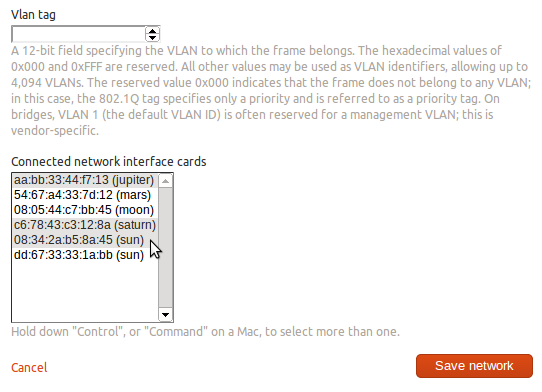 Vlan tag
A 12-bit field specifying the VLAN to which the frame belongs. The hexadecimal values of
0x000 and 0xFFF are reserved. All other values may be used as VLAN identifiers, allowing up to
4,094 VLANs. The reserved value 0x000 indicates that the frame does not belong to any VLAN;
in this case, the 802.1Q tag specifies only a priority and is referred to as a priority tag. On
bridges, VLAN 1 (the default VLAN ID) is often reserved for a management VLAN; this is
vendor-specific.
Connected network interface cards
aa:bb:33:44:f7:13 (jupiter)
54:67:a4:33:7d:12 (mars)
08:05:44:c7:bb:45 (moon)
c6:78:43:c3:12:8a (saturn)
08:34:2a:b5:8a:45 (sun)
dd:67:33:33:1a:bb (sun)
Hold down "Control", or "Command" on a Mac, to select more than one.
Cancel
Save network